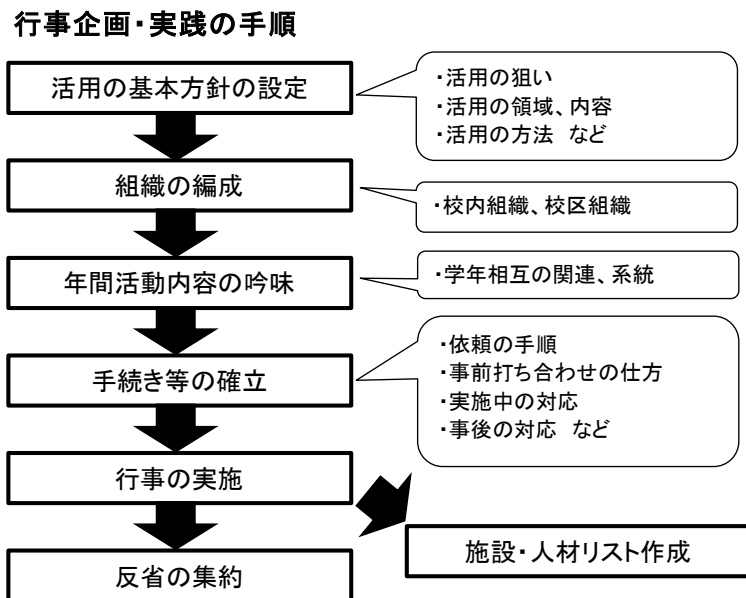 行事企画・実践の手順
活用の基本方針の設定
・活用の狙い
・活用の領域、内容
・活用の方法 など
組織の編成
・校内組織、校区組織
年間活動内容の吟味
・学年相互の関連、系統
手続き等の確立
・依頼の手順
・事前打ち合わせの仕方
・実施中の対応
・事後の対応 など
行事の実施
施設・人材リスト作成
反省の集約